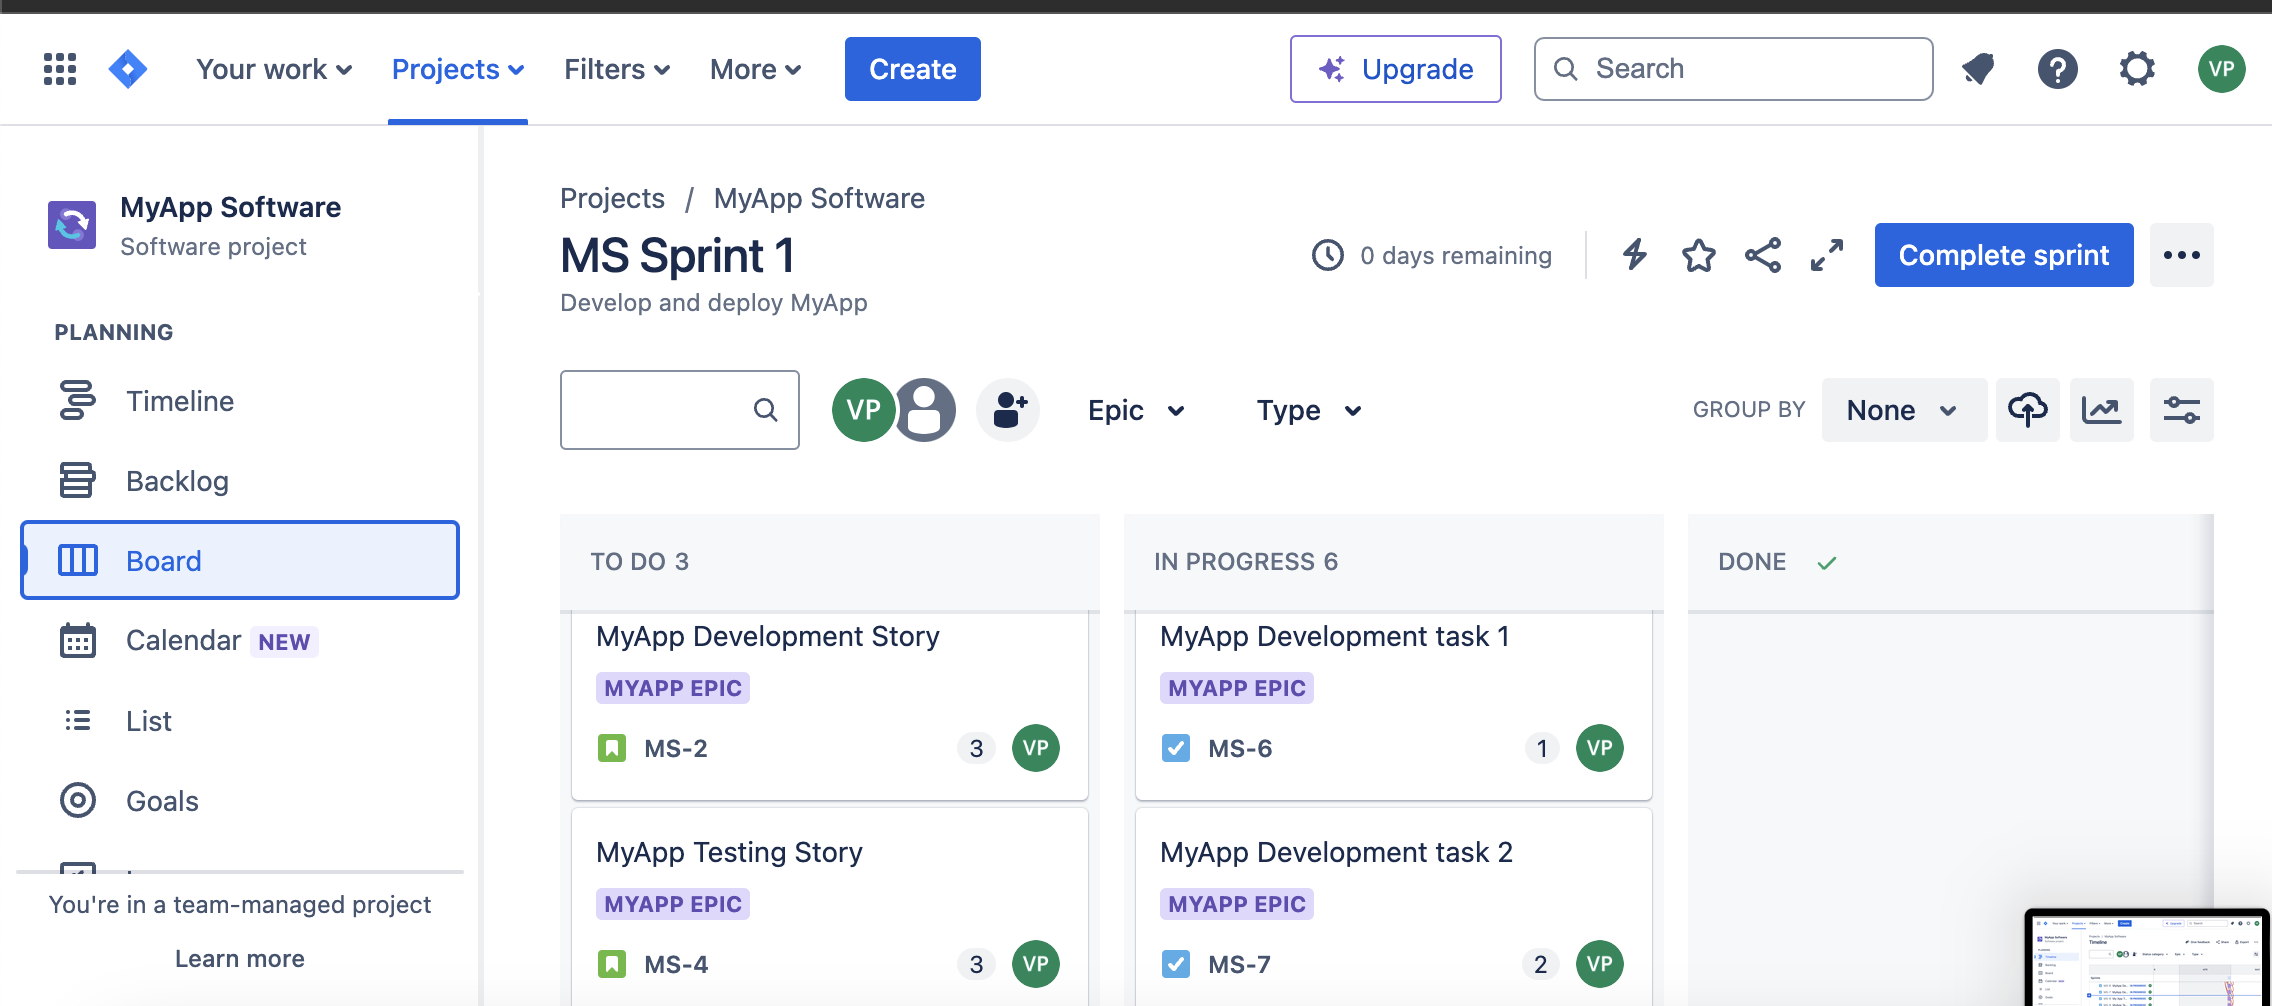 Your work
Projects
Filters
More
Create
Upgrade
Search
VP
MyApp Software
Software project
PLANNING
Timeline
Backlog
Board
Calendar NEW
List
Goals
You're in a team-managed project
Learn more
Projects / MyApp Software
MS Sprint 1
Develop and deploy MyApp
0 days remaining
Complete sprint
VP
Epic
Type
GROUP BY
None
TO DO 3
MyApp Development Story
MYAPP EPIC
MS-2
3
VP
MyApp Testing Story
MYAPP EPIC
MS-4
3
VP
IN PROGRESS 6
MyApp Development task 1
MYAPP EPIC
MS-6
1
VP
MyApp Development task 2
MYAPP EPIC
MS-7
2
VP
DONE
Timeline